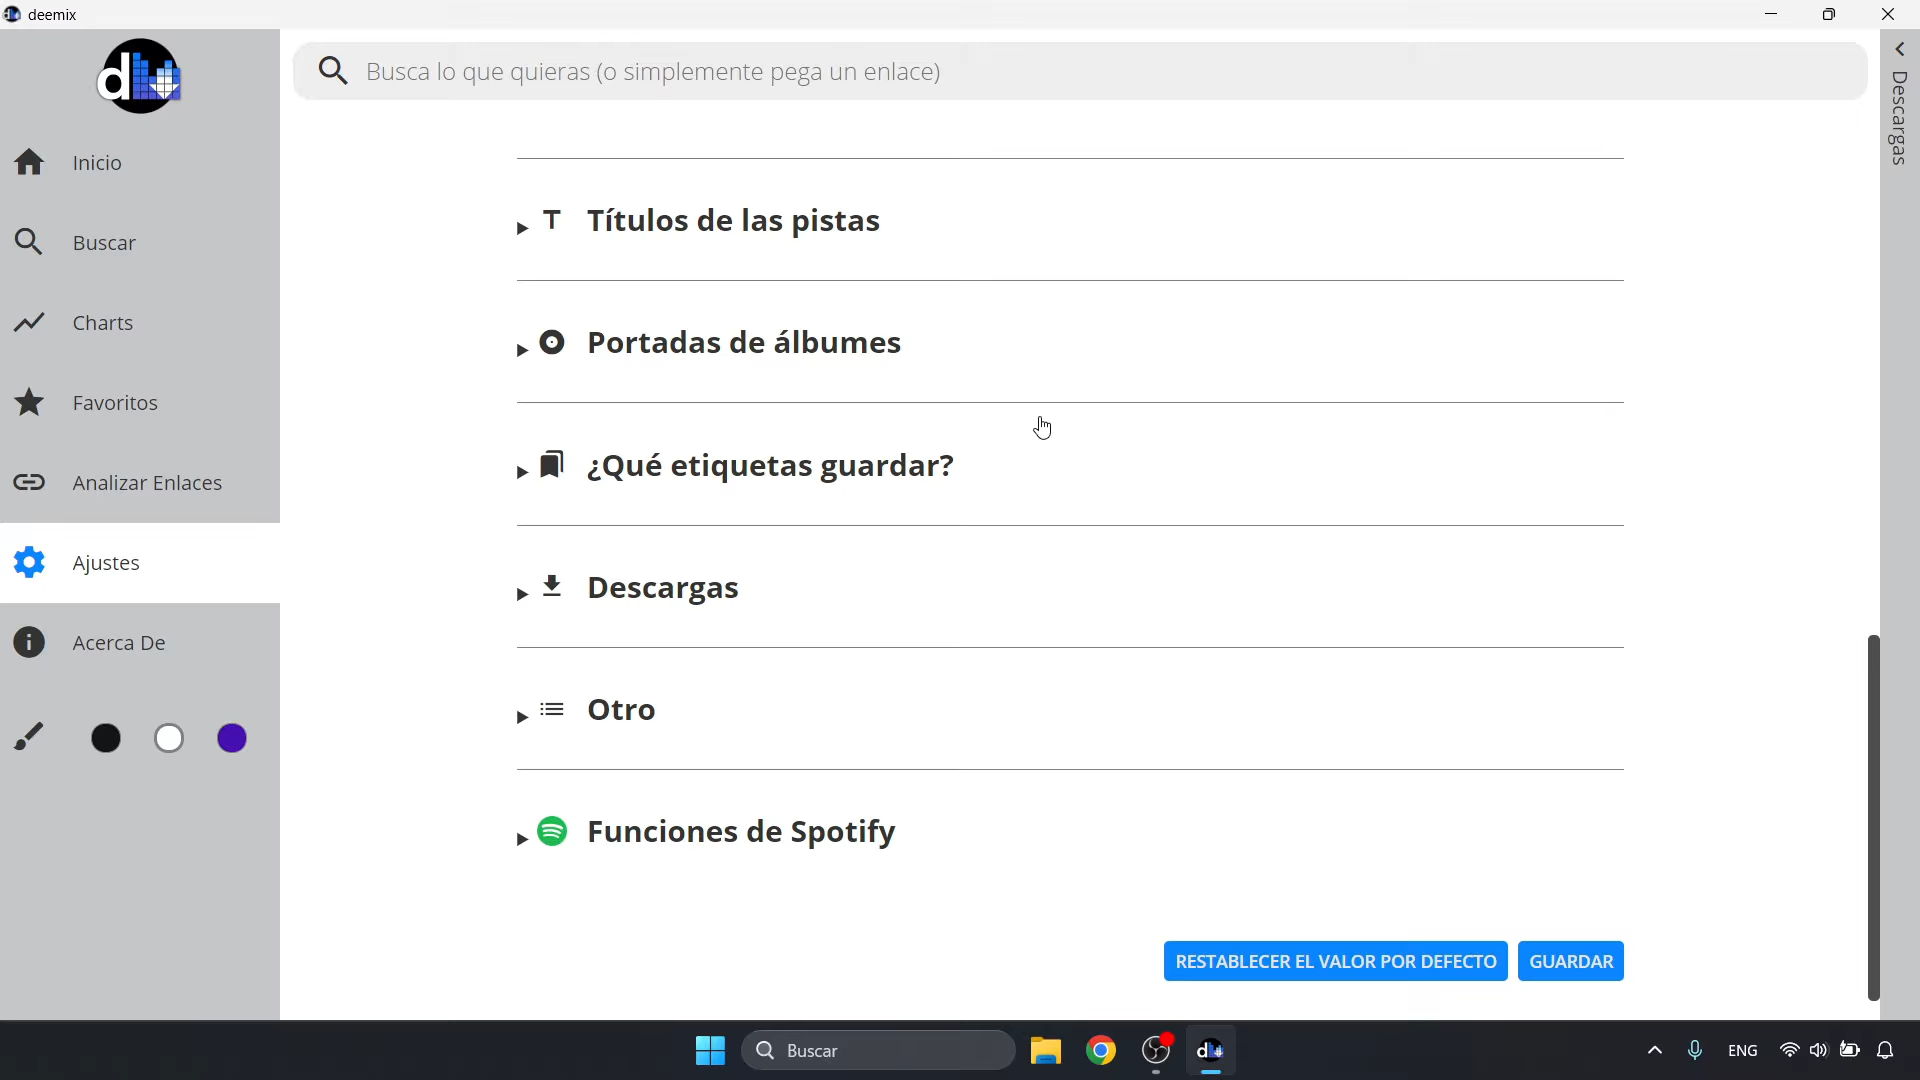 deemix
Busca lo que quieras (o simplemente pega un enlace)
Descargas
Inicio
Buscar
Charts
Favoritos
Analizar Enlaces
Ajustes
Acerca De
Títulos de las pistas
Portadas de álbumes
¿Qué etiquetas guardar?
Descargas
Otro
Funciones de Spotify
RESTABLECER EL VALOR POR DEFECTO
GUARDAR
Buscar
ENG